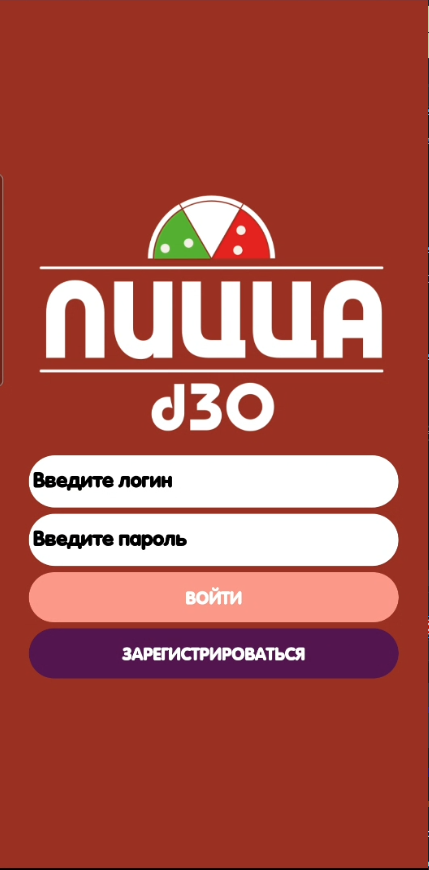 ПИЦЦА
d30
Введите логин
Введите пароль
ВОЙТИ
ЗАРЕГИСТРИРОВАТЬСЯ